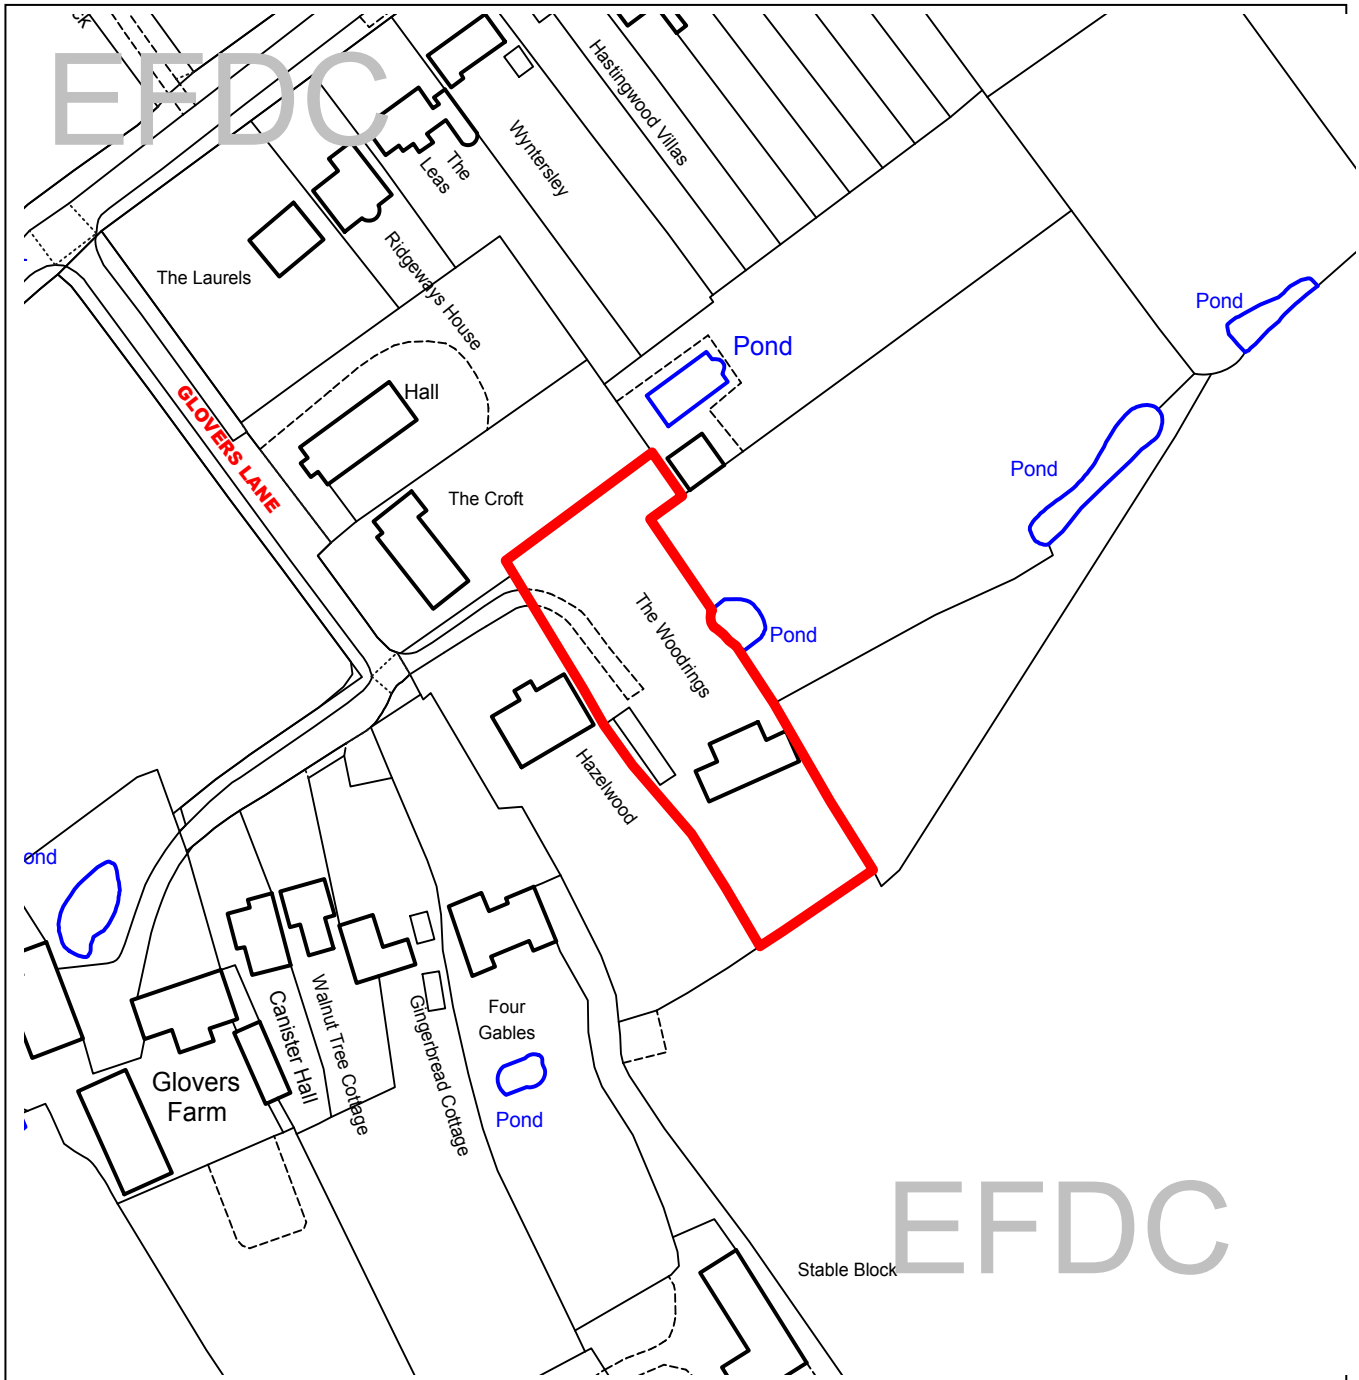 EFDC
Hastingwood Villas
Wyntersley
The
Leas
Ridgeways House
The Laurels
Pond
Pond
Hall
GLOVERS LANE
Pond
The Croft
The Woodrings
Pond
Hazelwood
ond
Canister Hall
Walnut Tree Cottage
Gingerbread Cottage
Four
Gables
Glovers
Farm
Pond
EFDC
Stable Block